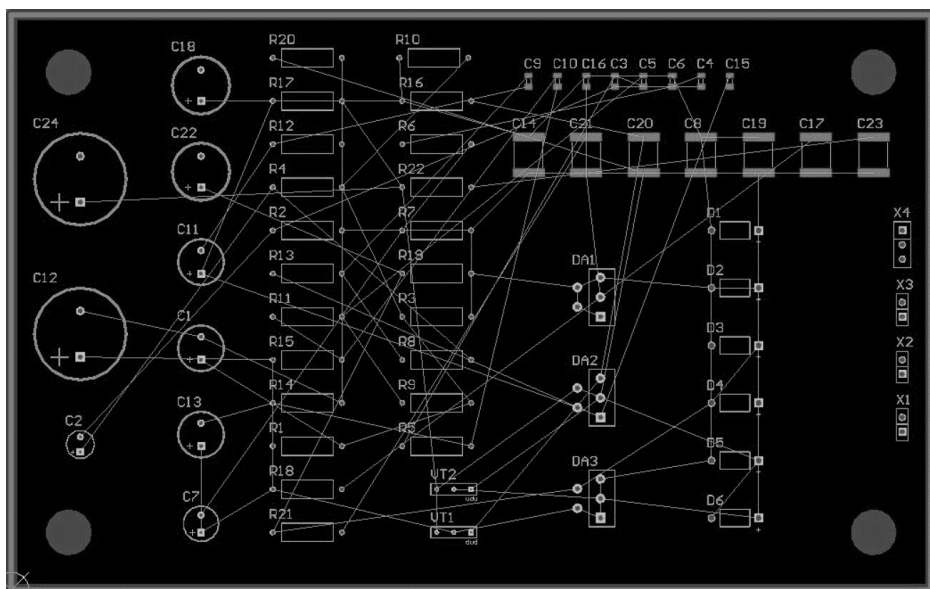 R20 R10
C18
C9 C10 C16 C3 C5 C6 C4 C15
R17 R16
C24 C22 R12 R6 C14 C21 C20 C8 C19 C17 C23
R4 R22
R2 R7 D1 X4
C11
R13 R19 DA1 D2
C12
R11 R3 X3
C1
D3
R15 R8 DA2 X2
R14 R9 D4
C13
X1
C2
R1 R5
D5
R18 VT2 DA3
C7
R21 VT1 D6